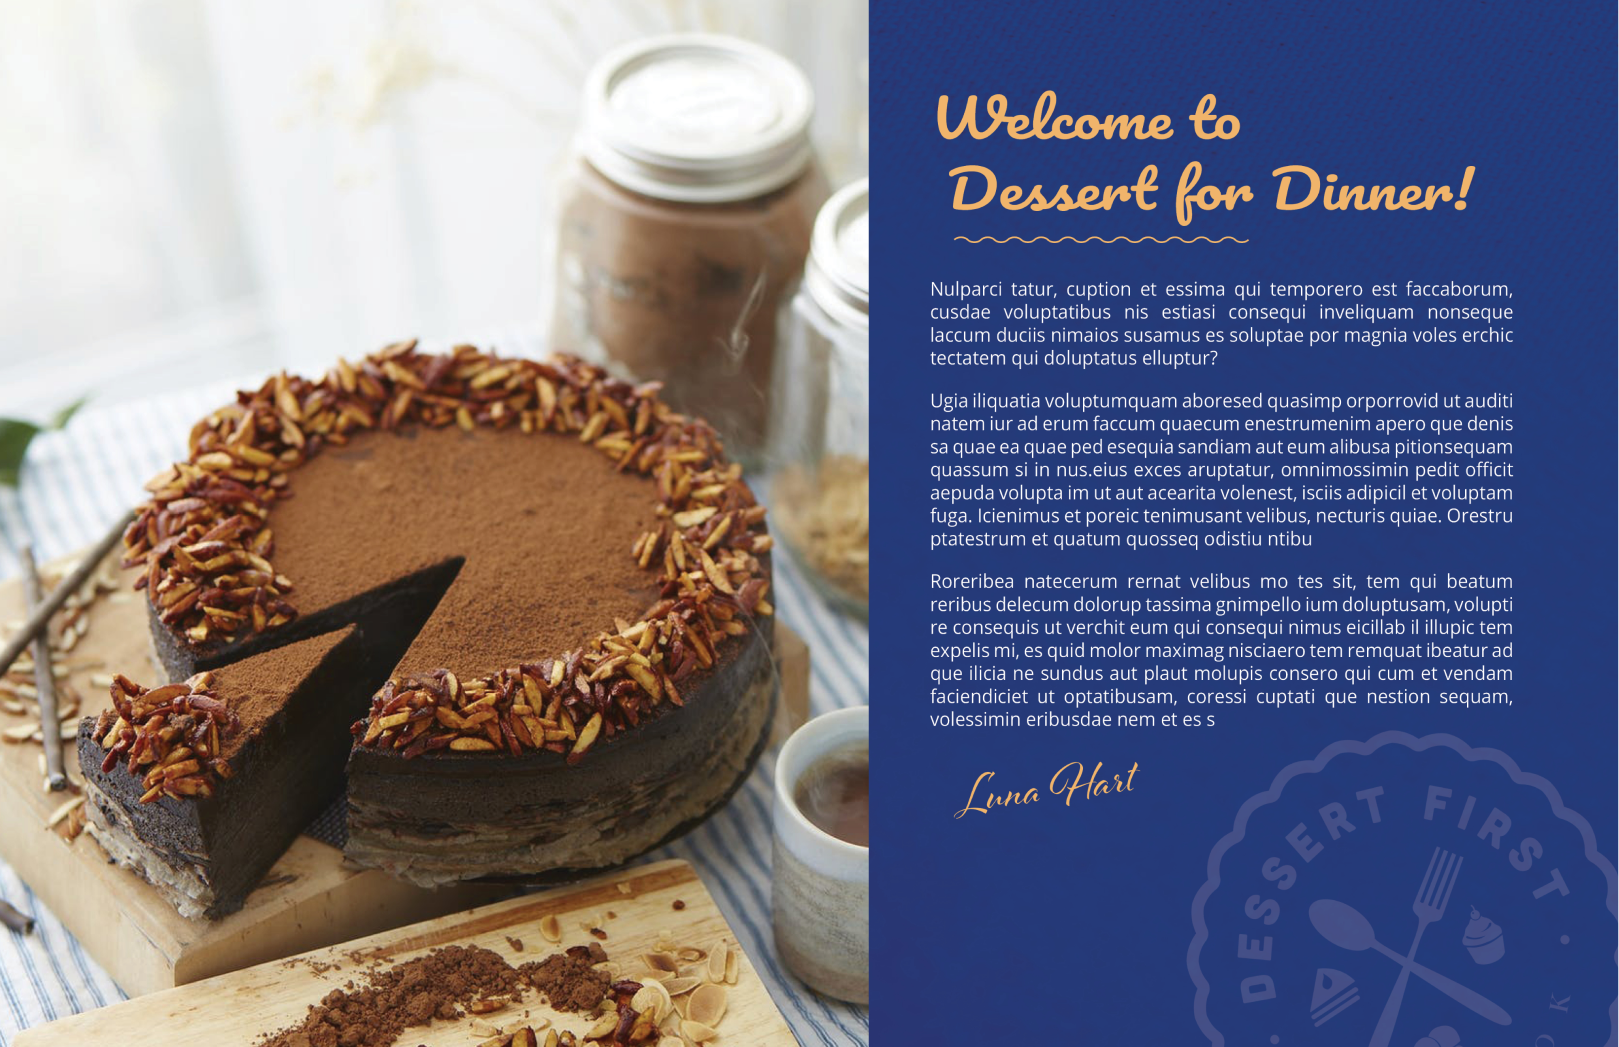 Welcome to
Dessert for Dinner!
Nulparci tatur, cuption et essima qui temporero est faccaborum,
cusdae voluptatibus nis estiasi consequi inveliquam nonseque
laccum duciis nimaios susamus es soluptae por magnia voles erchic
tectatem qui doluptatus elluptur?
Ugia iliquatia voluptumquam aboresed quasimp orporrovid ut auditi
natem iur ad erum faccum quaecum enestrumenim apero que denis
sa quae ea quae ped esequia sandiam aut eum alibusa pitionsequam
quassum si in nus.eius exces aruptatur, omnimossimin pedit officit
aepuda volupta im ut aut acearita volenest, isciis adipicil et voluptam
fuga. Icienimus et poreic tenimusant velibus, necturis quiae. Orestru
ptatestrum et quatum quosseq odistiu ntibu
Roreribea natecerum rernat velibus mo tes sit, tem qui beatum
reribus delecum dolorup tassima gnimpello ium doluptusam, volupti
re consequis ut verchit eum qui consequi nimus eicillab il illupic tem
expelis mi, es quid molor maximag nisciaero tem remquat ibeatur ad
que ilicia ne sundus aut plaut molupis consero qui cum et vendam
faciendiciet ut optatibusam, coressi cuptati que nestion sequam,
volessimin eribusdae nem et es s
Luna Hart
DESSERT FIRST
OK